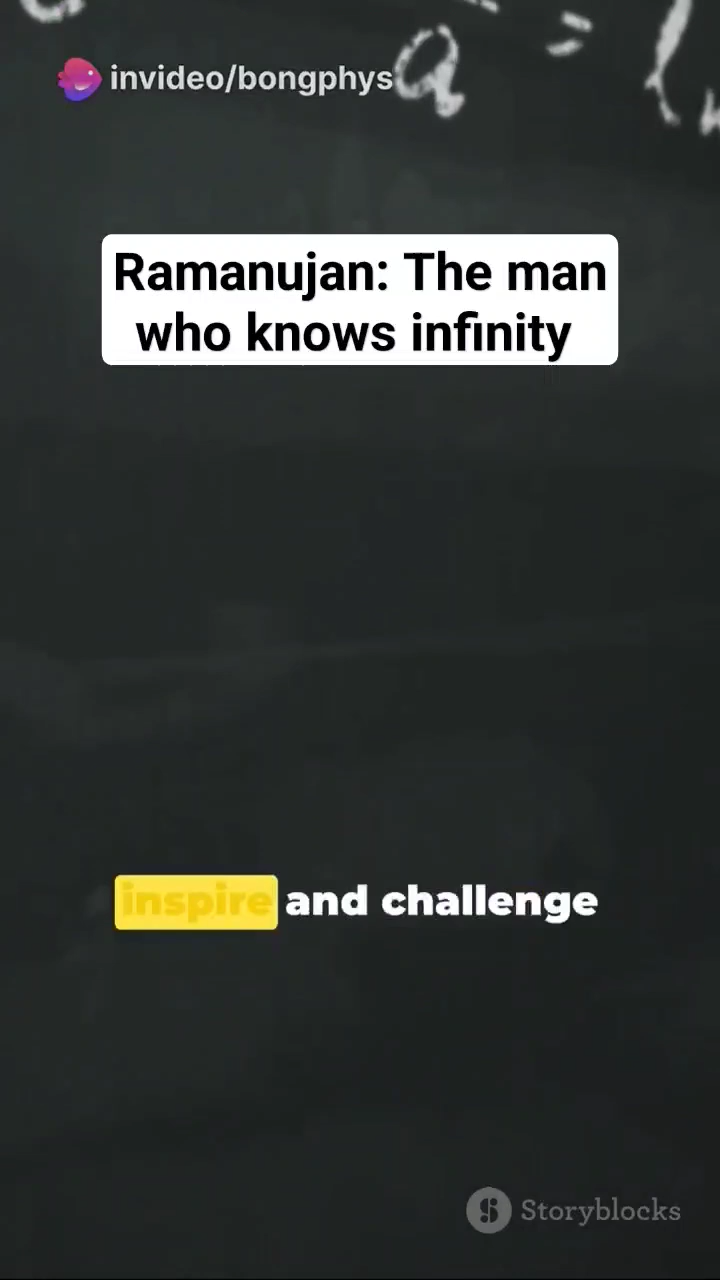 invideo/bongphys
a =
Ramanujan: The man
who knows infinity
inspire and challenge
Storyblocks